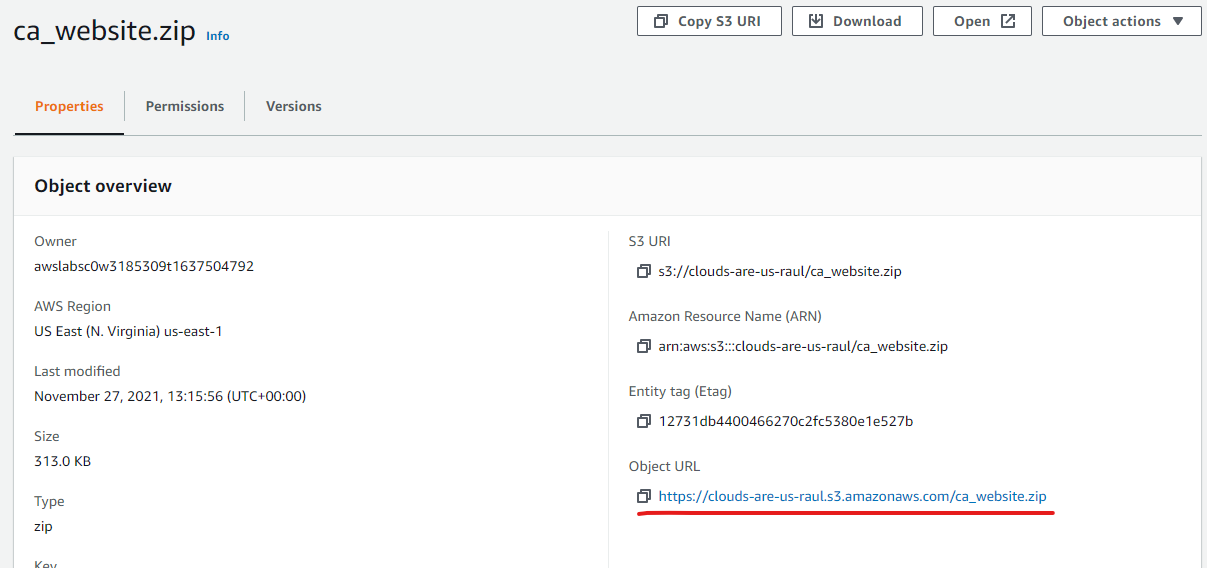 ca_website.zip Info
Copy S3 URI
Download
Open
Object actions
Properties
Permissions
Versions
Object overview
Owner
awslabsc0w3185309t1637504792
AWS Region
US East (N. Virginia) us-east-1
Last modified
November 27, 2021, 13:15:56 (UTC+00:00)
Size
313.0 KB
Type
zip
Key
S3 URI
s3://clouds-are-us-raul/ca_website.zip
Amazon Resource Name (ARN)
arn:aws:s3:::clouds-are-us-raul/ca_website.zip
Entity tag (Etag)
12731db4400466270c2fc5380e1e527b
Object URL
https://clouds-are-us-raul.s3.amazonaws.com/ca_website.zip